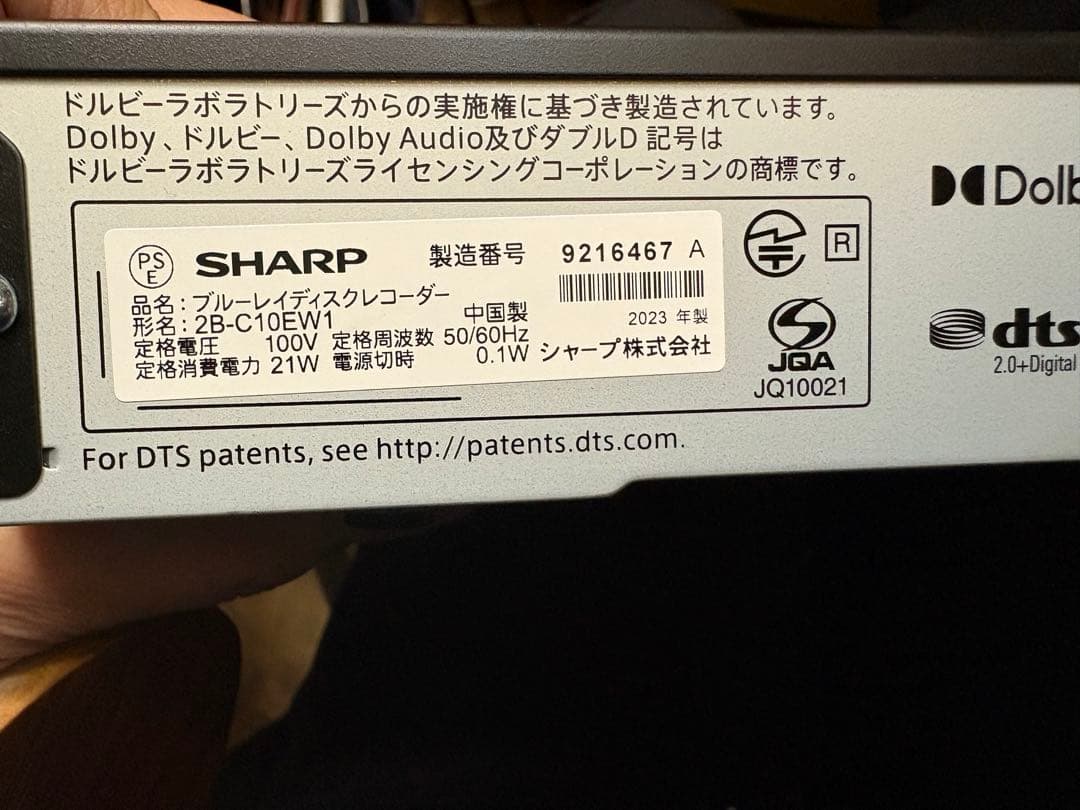 ドルビーラボラトリーズからの実施権に基づき製造されています。
Dolby、ドルビー、Dolby Audio及びダブルD 記号は
ドルビーラボラトリーズライセンシングコーポレーションの商標です。
Dolb
PS
E
SHARP
製造番号 9216467 A
品名:ブルーレイディスクレコーダー
形名:2B-C10EW1 中国製
2023 年製
定格電圧 100V 定格周波数 50/60Hz
定格消費電力 21W 電源切時 0.1W シャープ株式会社
R
JQA
JQ10021
dts
2.0+Digital
For DTS patents, see http://patents.dts.com.